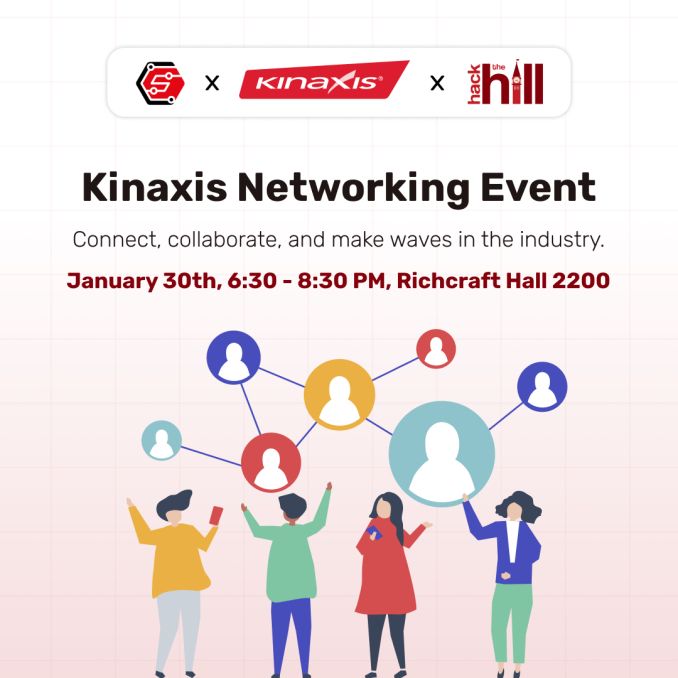 x KINAXIS® x hack the hill
Kinaxis Networking Event
Connect, collaborate, and make waves in the industry.
January 30th, 6:30 - 8:30 PM, Richcraft Hall 2200